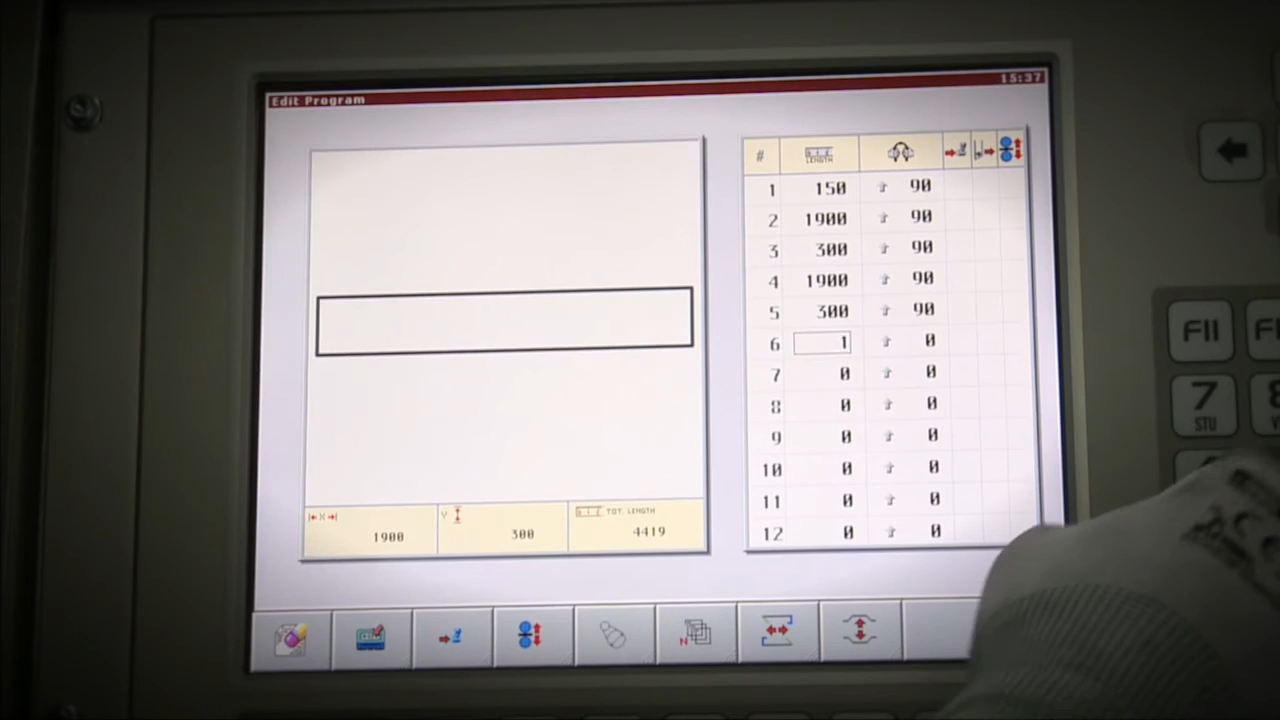 Edit Program 15:37
# LENGTH
1 150 90
2 1900 90
3 300 90
4 1900 90
5 300 90
6 1 0
7 0 0
8 0 0
9 0 0
10 0 0
11 0 0
12 0 0
X Y TOT. LENGTH
1900 300 4419
N
F11
7
STU